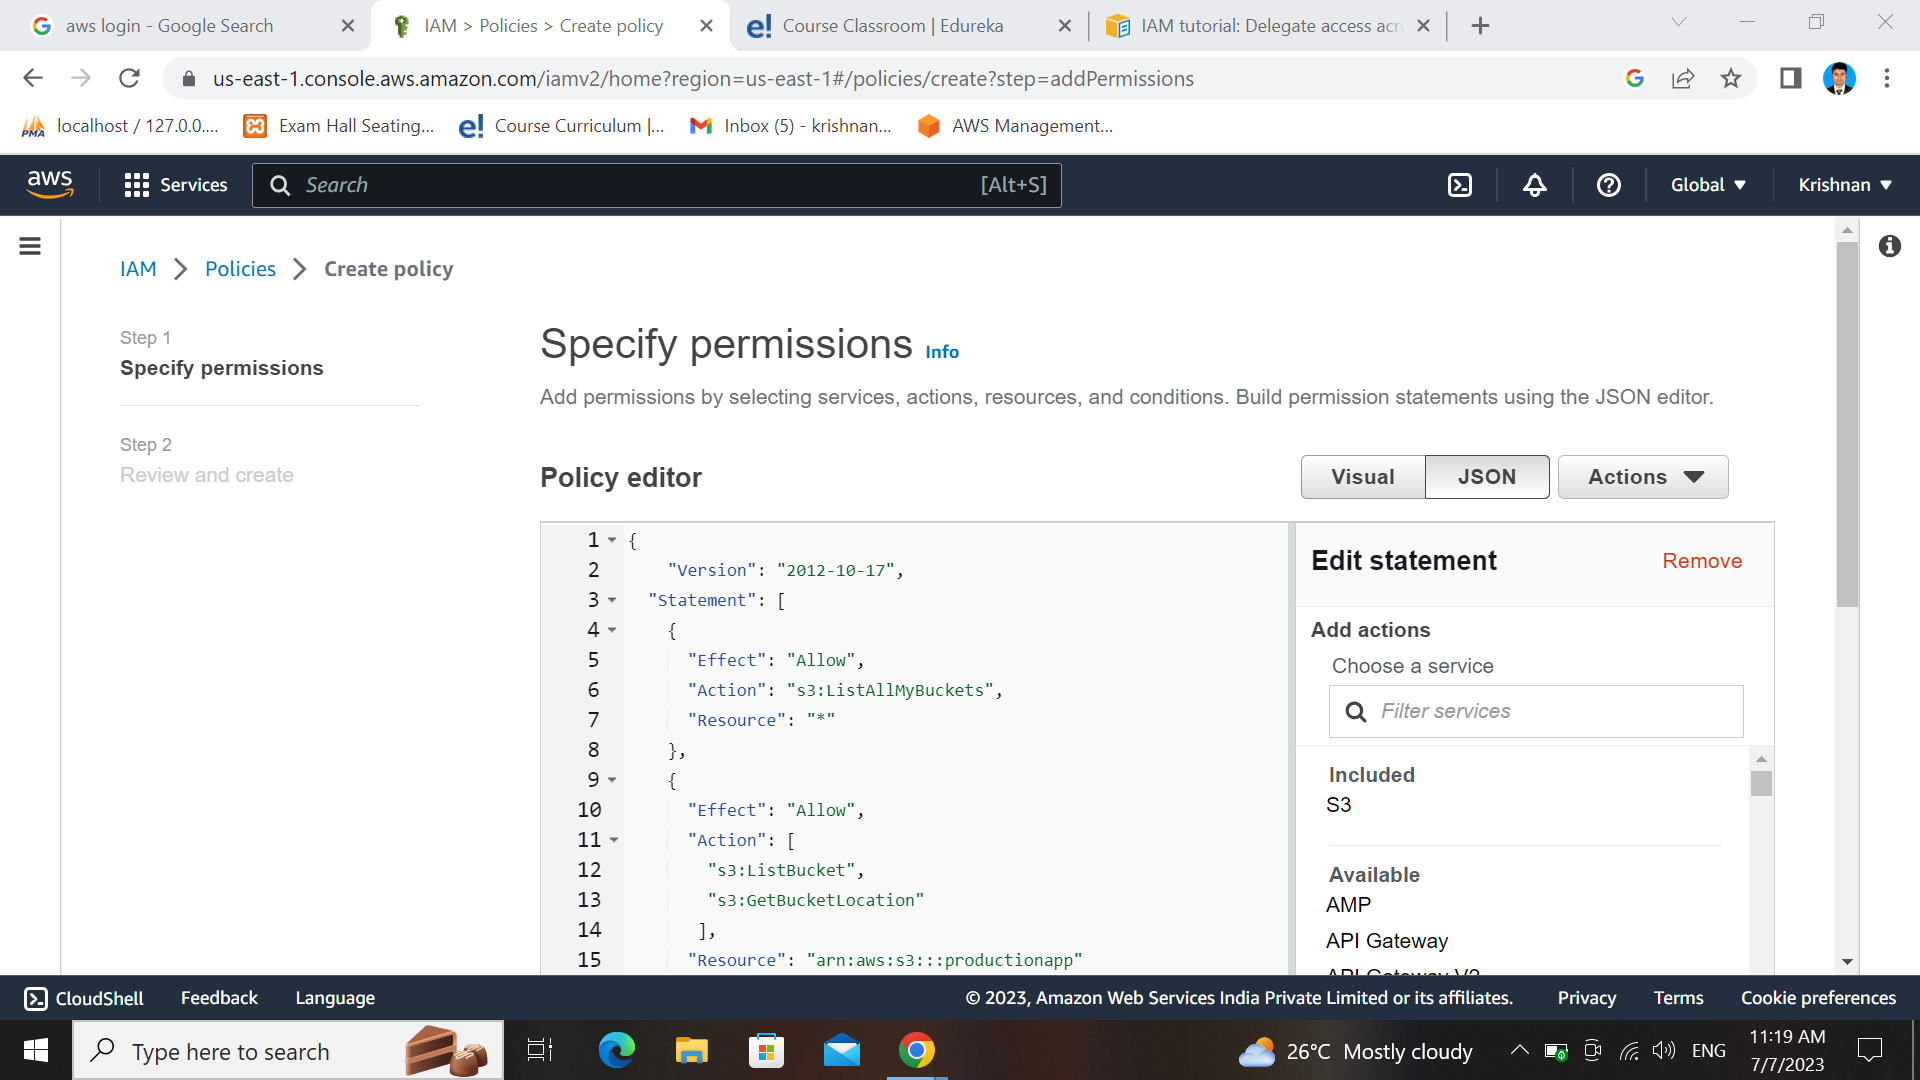 aws login - Google Search
IAM > Policies > Create policy
Course Classroom | Edureka
IAM tutorial: Delegate access acr
us-east-1.console.aws.amazon.com/iamv2/home?region=us-east-1#/policies/create?step=addPermissions
localhost / 127.0.0....
Exam Hall Seating...
Course Curriculum |...
Inbox (5) - krishnan...
AWS Management...
aws
Services
Search
[Alt+S]
Global
Krishnan
IAM
Policies
Create policy
Step 1
Specify permissions
Step 2
Review and create
Specify permissions Info
Add permissions by selecting services, actions, resources, and conditions. Build permission statements using the JSON editor.
Policy editor
Visual
JSON
Actions
1 {
2 "Version": "2012-10-17",
3 "Statement": [
4 {
5 "Effect": "Allow",
6 "Action": "s3:ListAllMyBuckets",
7 "Resource": "*"
8 },
9 {
10 "Effect": "Allow",
11 "Action": [
12 "s3:ListBucket",
13 "s3:GetBucketLocation"
14 ],
15 "Resource": "arn:aws:s3:::productionapp"
Edit statement
Remove
Add actions
Choose a service
Filter services
Included
S3
Available
AMP
API Gateway
API Gateway V2
CloudShell
Feedback
Language
© 2023, Amazon Web Services India Private Limited or its affiliates.
Privacy
Terms
Cookie preferences
Type here to search
26°C Mostly cloudy
ENG
11:19 AM
7/7/2023